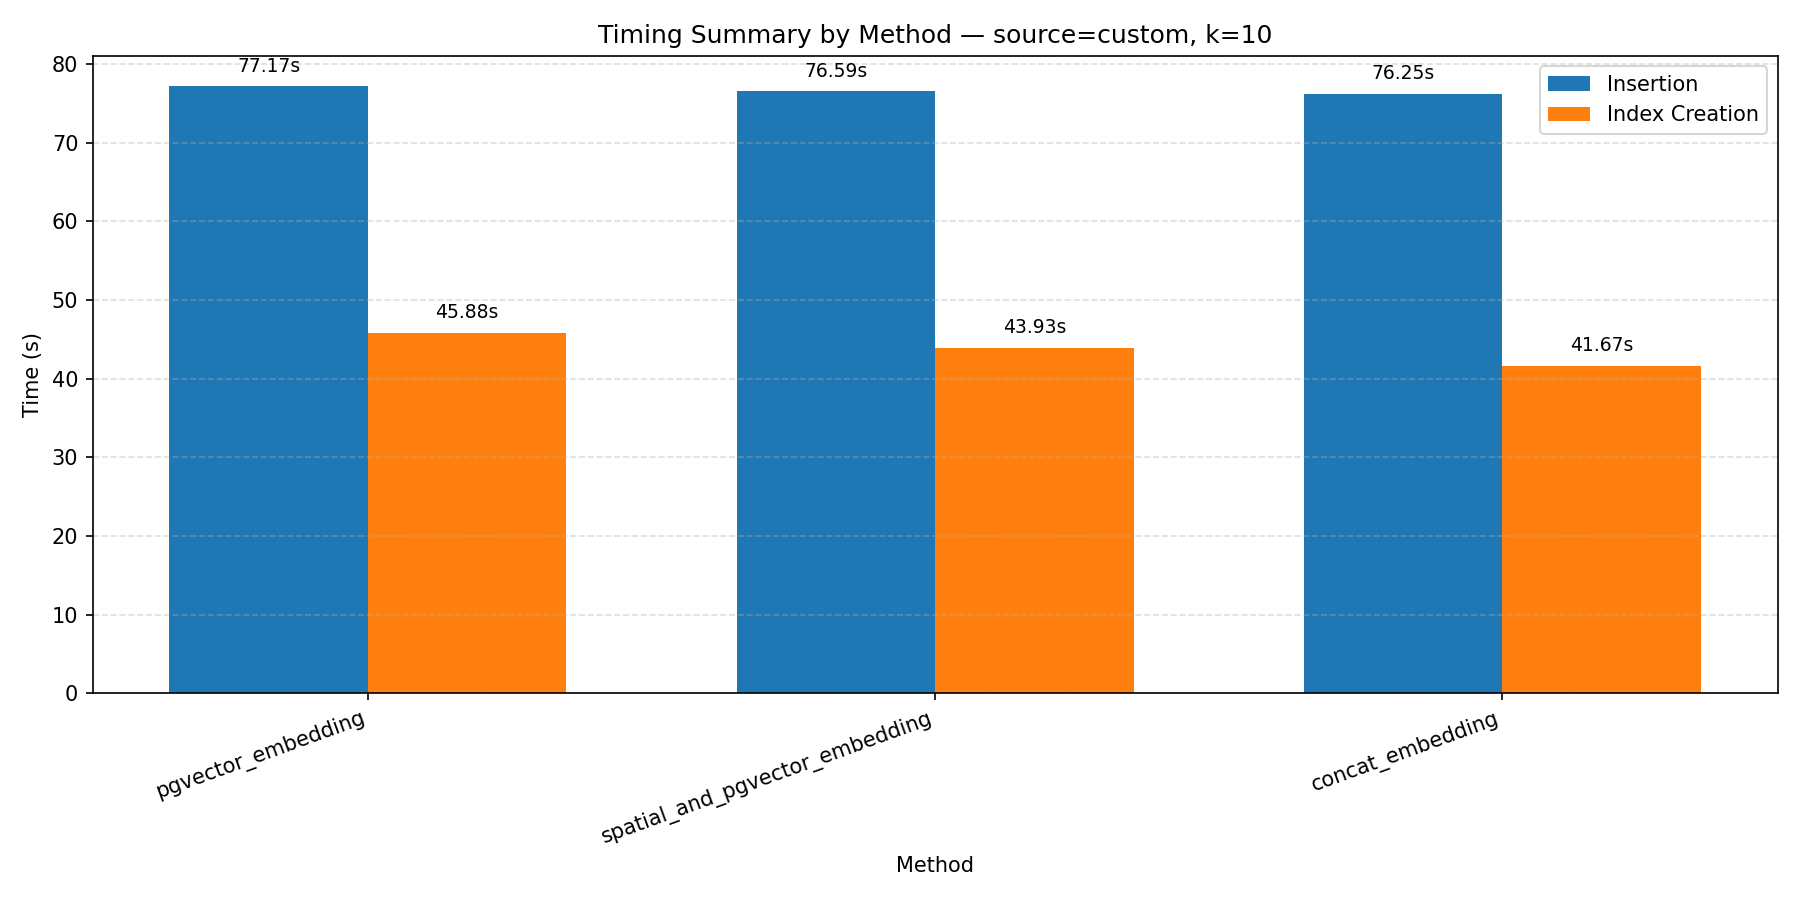 Timing Summary by Method — source=custom, k=10
Insertion
Index Creation
Time (s)
80
70
60
50
40
30
20
10
0
77.17s
45.88s
76.59s
43.93s
76.25s
41.67s
pgvector_embedding
spatial_and_pgvector_embedding
concat_embedding
Method